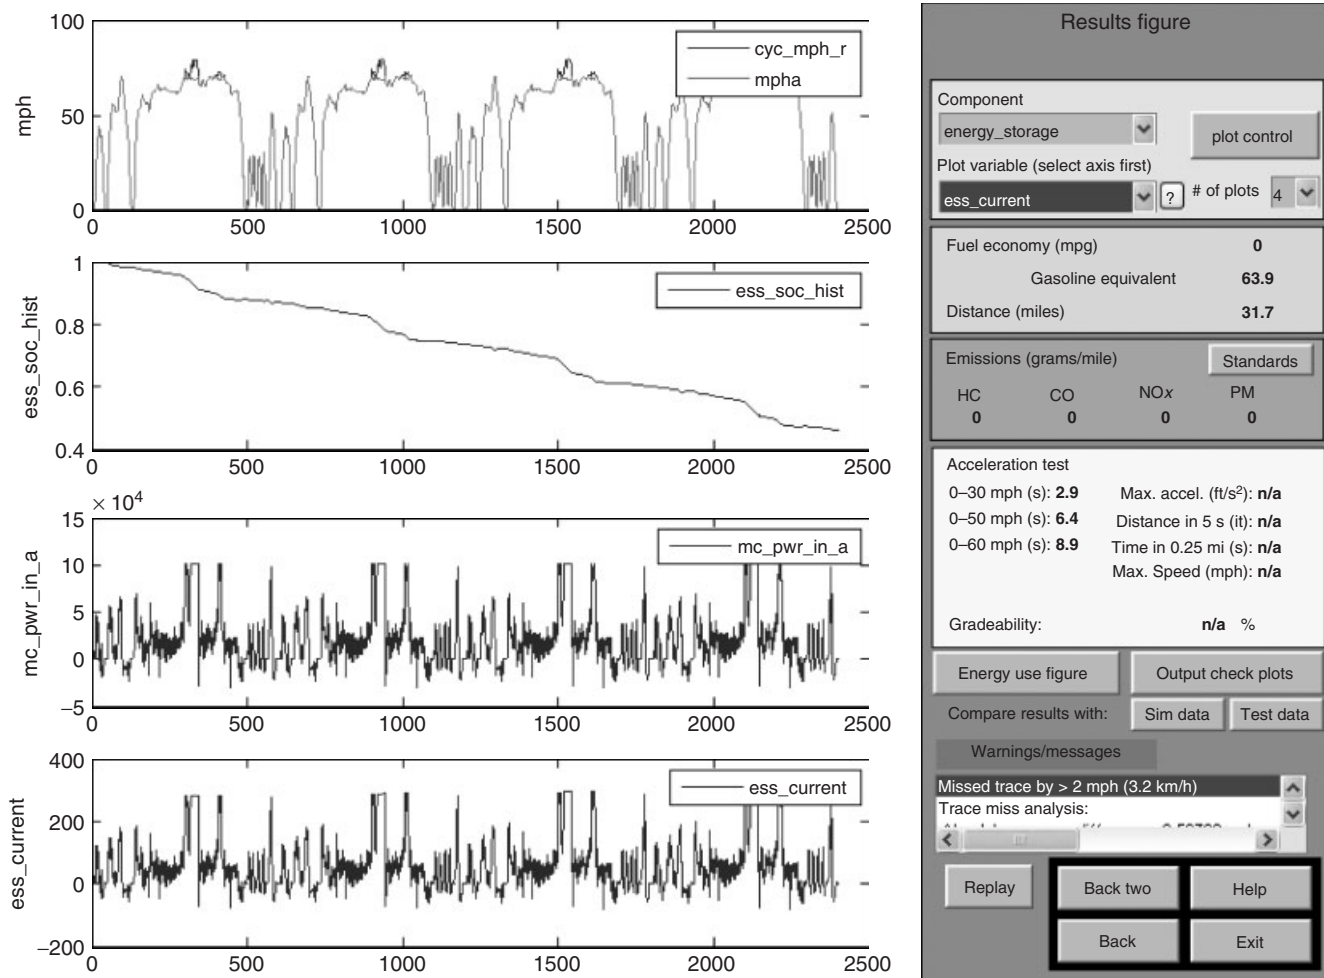 100
cyc_mph_r
mpha
mph
50
0
0 500 1000 1500 2000 2500
1
ess_soc_hist
ess_soc_hist
0.8
0.6
0.4
0 500 1000 1500 2000 2500
× 10⁴
15
mc_pwr_in_a
mc_pwr_in_a
10
5
0
−5
0 500 1000 1500 2000 2500
400
ess_current
ess_current
200
0
−200
0 500 1000 1500 2000 2500
Results figure
Component
energy_storage
plot control
Plot variable (select axis first)
ess_current ? # of plots 4
Fuel economy (mpg) 0
Gasoline equivalent 63.9
Distance (miles) 31.7
Emissions (grams/mile) Standards
HC CO NOx PM
0 0 0 0
Acceleration test
0–30 mph (s): 2.9 Max. accel. (ft/s²): n/a
0–50 mph (s): 6.4 Distance in 5 s (it): n/a
0–60 mph (s): 8.9 Time in 0.25 mi (s): n/a
Max. Speed (mph): n/a
Gradeability: n/a %
Energy use figure Output check plots
Compare results with: Sim data Test data
Warnings/messages
Missed trace by > 2 mph (3.2 km/h)
Trace miss analysis:
Replay Back two Help
Back Exit